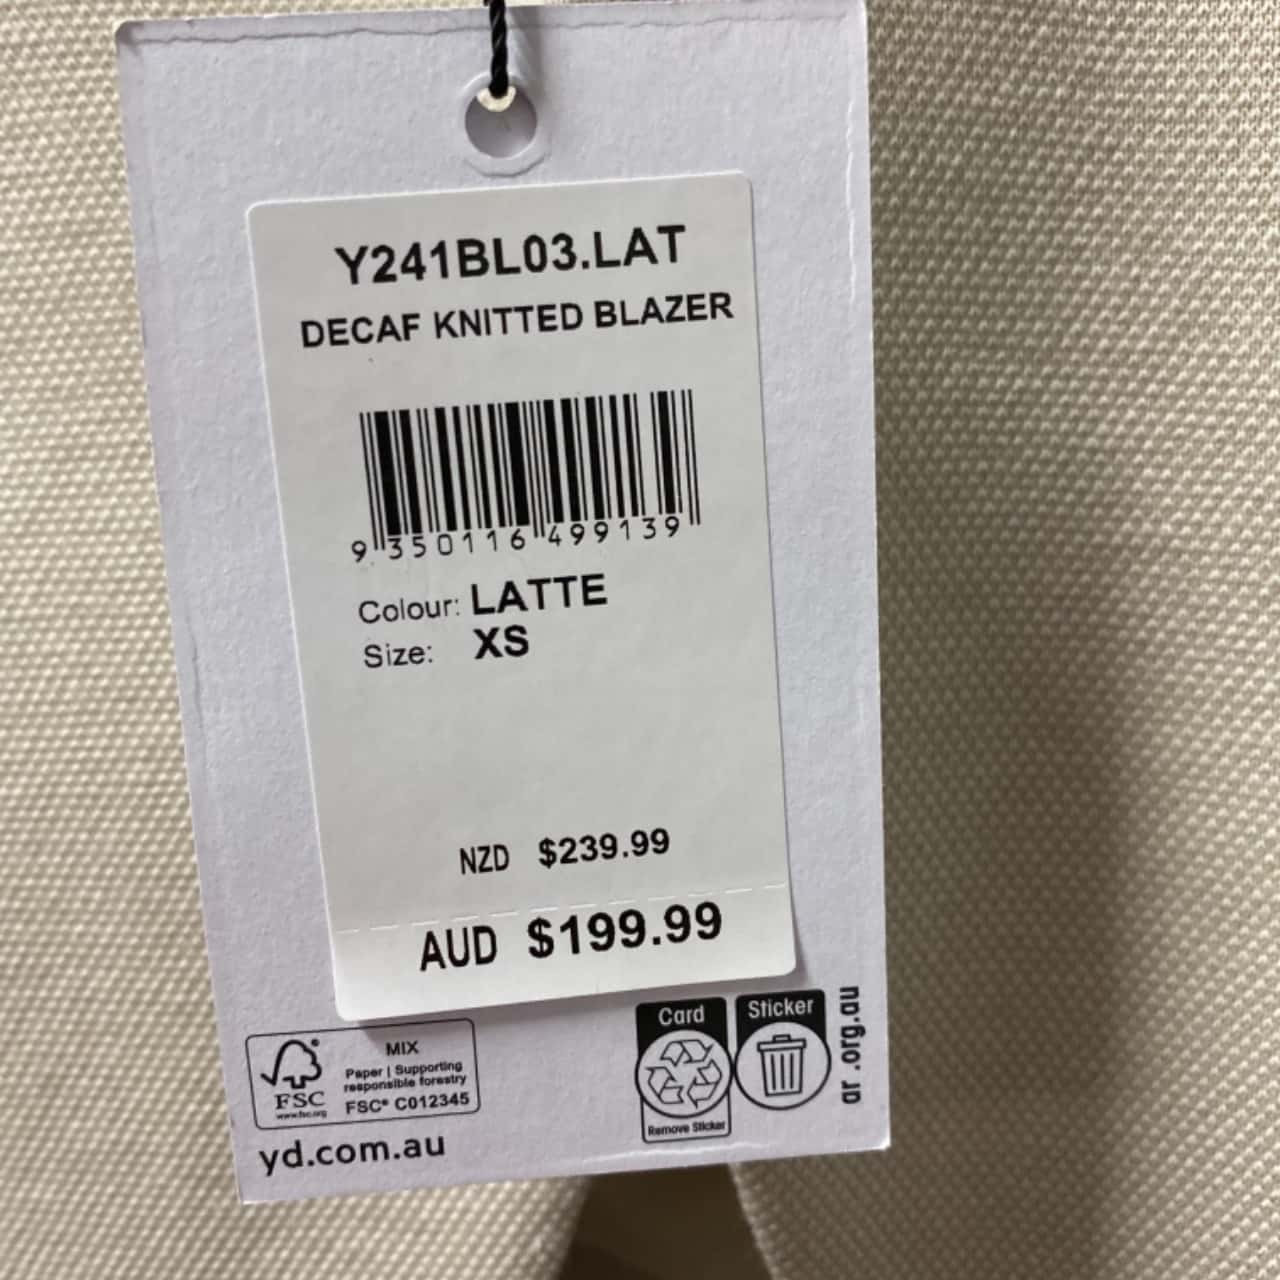 Y241BL03.LAT
DECAF KNITTED BLAZER
9 350116 499139
Colour: LATTE
Size: XS
NZD $239.99
AUD $199.99
FSC
www.fsc.org
MIX
Paper | Supporting
responsible forestry
FSC® C012345
yd.com.au
Card
Remove Sticker
Sticker
ar .org.au